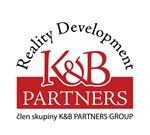 Reality Development
K&B
PARTNERS
člen skupiny K&B PARTNERS GROUP